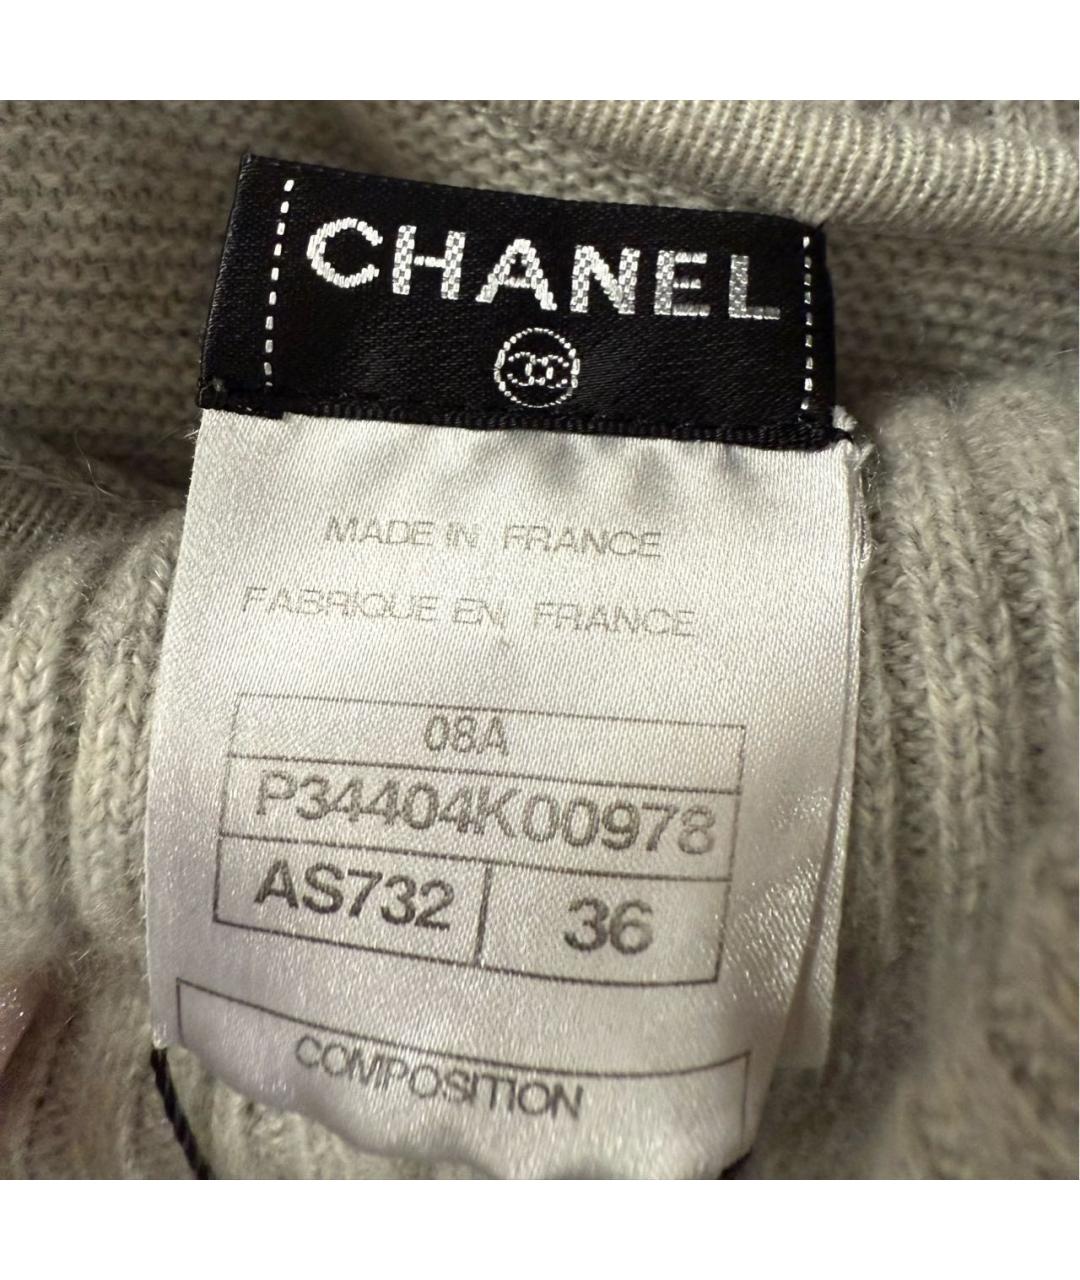 CHANEL
MADE IN FRANCE
FABRIQUE EN FRANCE
08A
P34404K00978
AS732 36
COMPOSITION